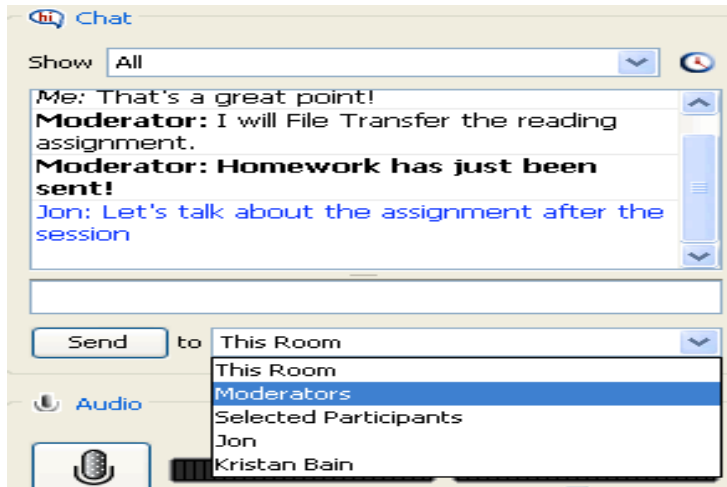 hi Chat
Show All
Me: That's a great point!
Moderator: I will File Transfer the reading
assignment.
Moderator: Homework has just been
sent!
Jon: Let's talk about the assignment after the
session
Send to This Room
This Room
Moderators
Selected Participants
Audio Jon
Kristan Bain